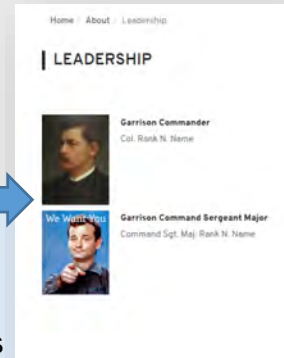 Home / About / Leadership
LEADERSHIP
Garrison Commander
Col. Rank N. Name
We Want You
Garrison Command Sergeant Major
Command Sgt. Maj. Rank N. Name
s